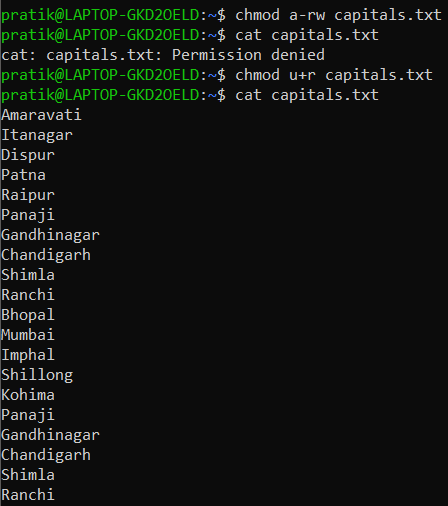 pratik@LAPTOP-GKD2OELD:~$ chmod a-rw capitals.txt
pratik@LAPTOP-GKD2OELD:~$ cat capitals.txt
cat: capitals.txt: Permission denied
pratik@LAPTOP-GKD2OELD:~$ chmod u+r capitals.txt
pratik@LAPTOP-GKD2OELD:~$ cat capitals.txt
Amaravati
Itanagar
Dispur
Patna
Raipur
Panaji
Gandhinagar
Chandigarh
Shimla
Ranchi
Bhopal
Mumbai
Imphal
Shillong
Kohima
Panaji
Gandhinagar
Chandigarh
Shimla
Ranchi